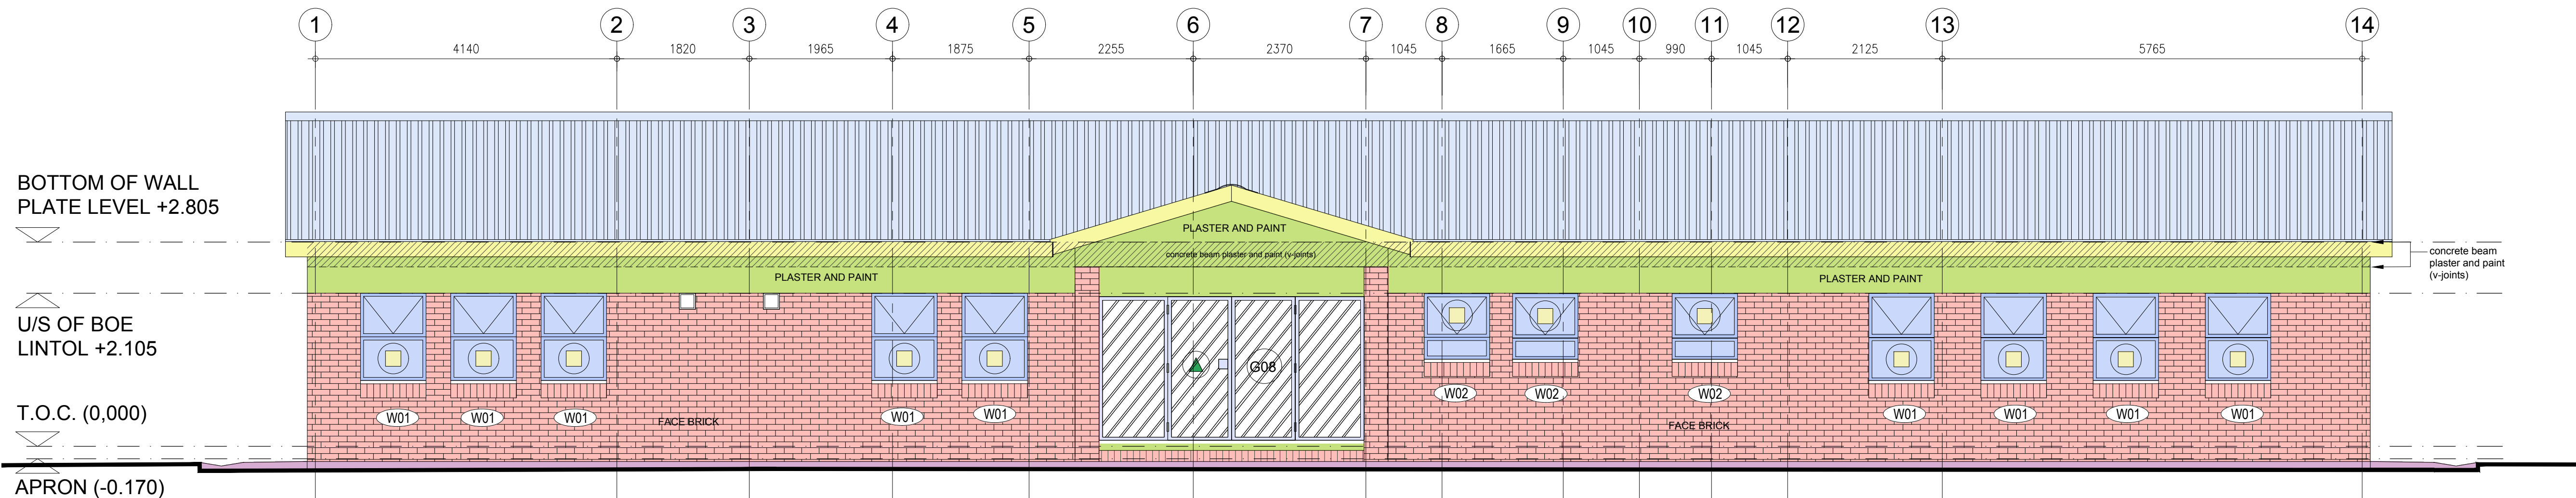 1 2 3 4 5 6 7 8 9 10 11 12 13 14
4140 1820 1965 1875 2255 2370 1045 1665 1045 990 1045 2125 5765
BOTTOM OF WALL
PLATE LEVEL +2.805
PLASTER AND PAINT
concrete beam plaster and paint (v-joints)
concrete beam
plaster and paint
(v-joints)
PLASTER AND PAINT
PLASTER AND PAINT
U/S OF BOE
LINTOL +2.105
G08
W01 W01 W01 W01 W01 W02 W02 W02 W01 W01 W01 W01
T.O.C. (0,000)
FACE BRICK
FACE BRICK
APRON (-0.170)